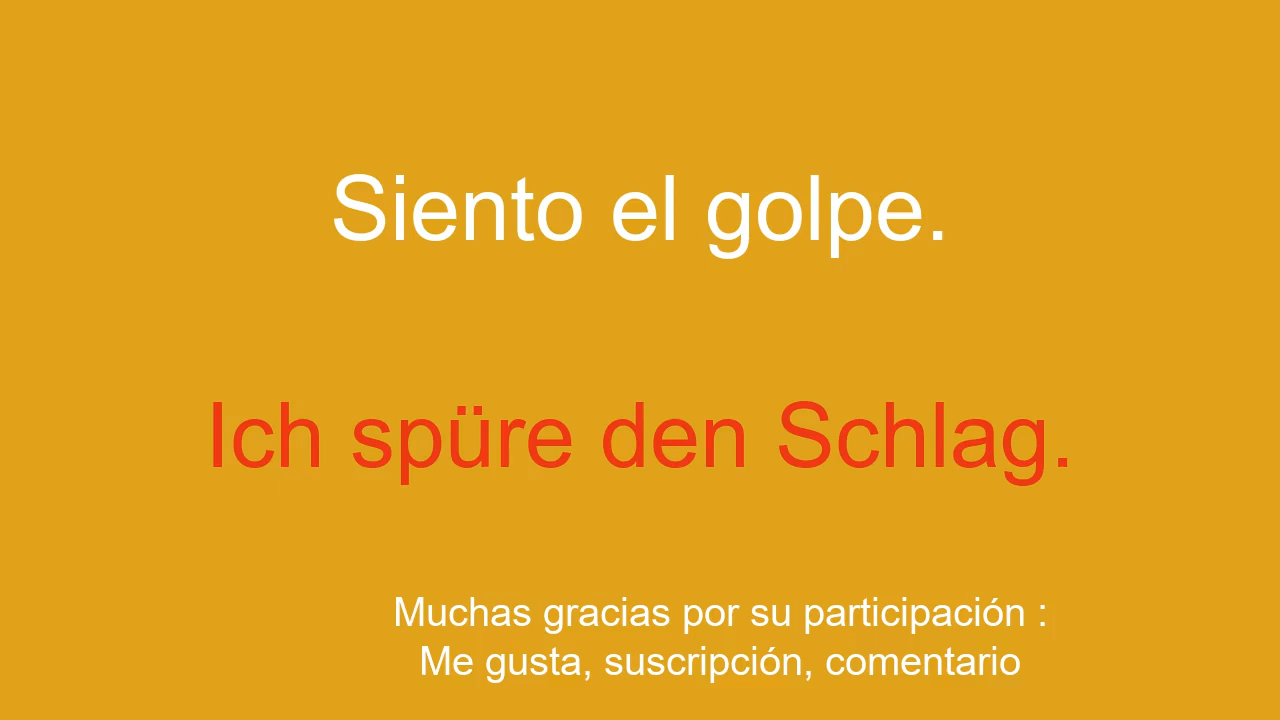 Siento el golpe.
Ich spüre den Schlag.
Muchas gracias por su participación :
Me gusta, suscripción, comentario